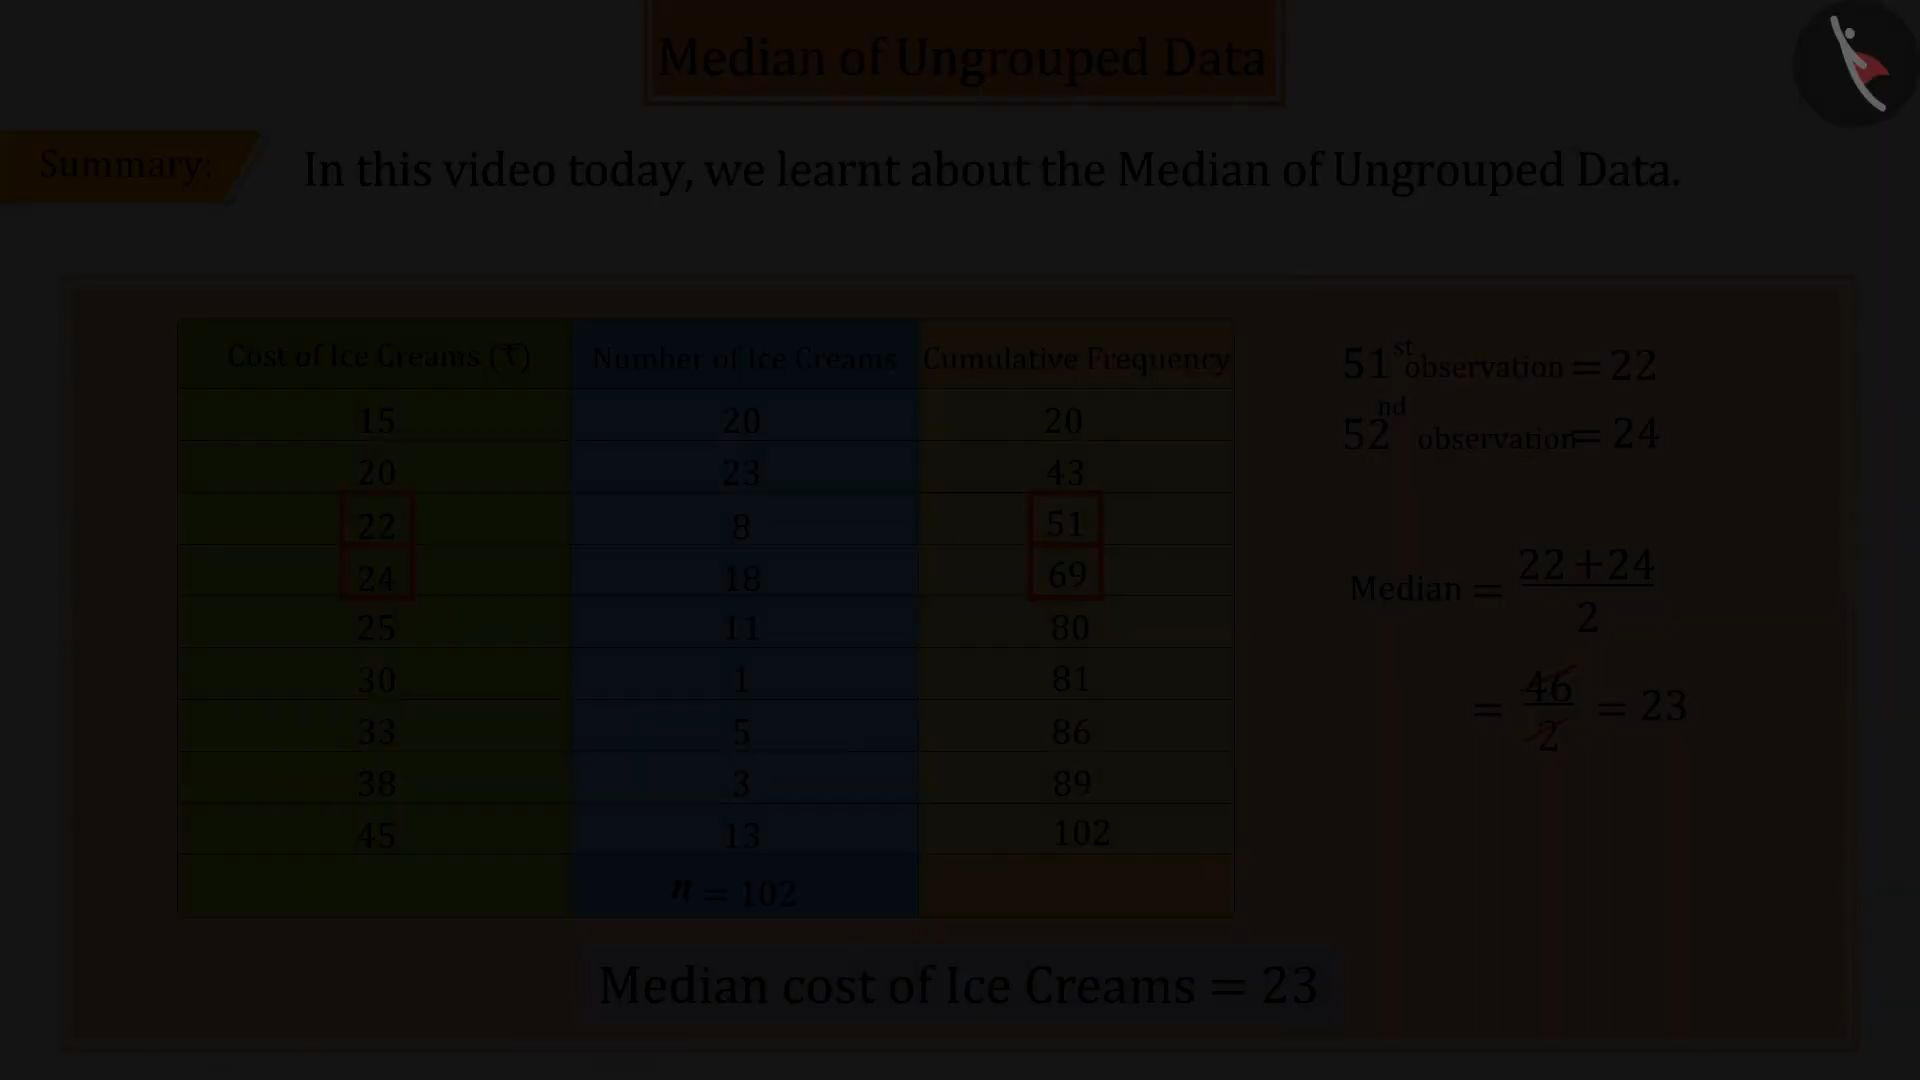 Median of Ungrouped Data
Summary: In this video today, we learnt about the Median of Ungrouped Data.
Cost of Ice Creams (₹) Number of Ice Creams Cumulative Frequency
15 20 20
20 23 43
22 8 51
24 18 69
25 11 80
30 1 81
33 5 86
38 3 89
45 13 102
n = 102
51st observation = 22
52nd observation = 24
Median = 22 + 24 / 2
= 46 / 2 = 23
Median cost of Ice Creams = 23